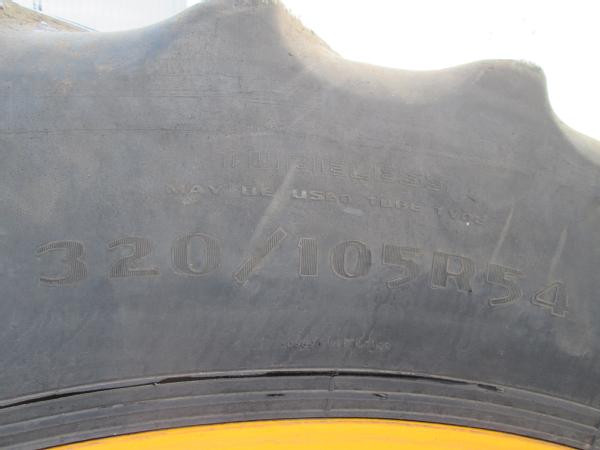 TUBELESS
MAY BE USED TUBE TYPE
320/105R54